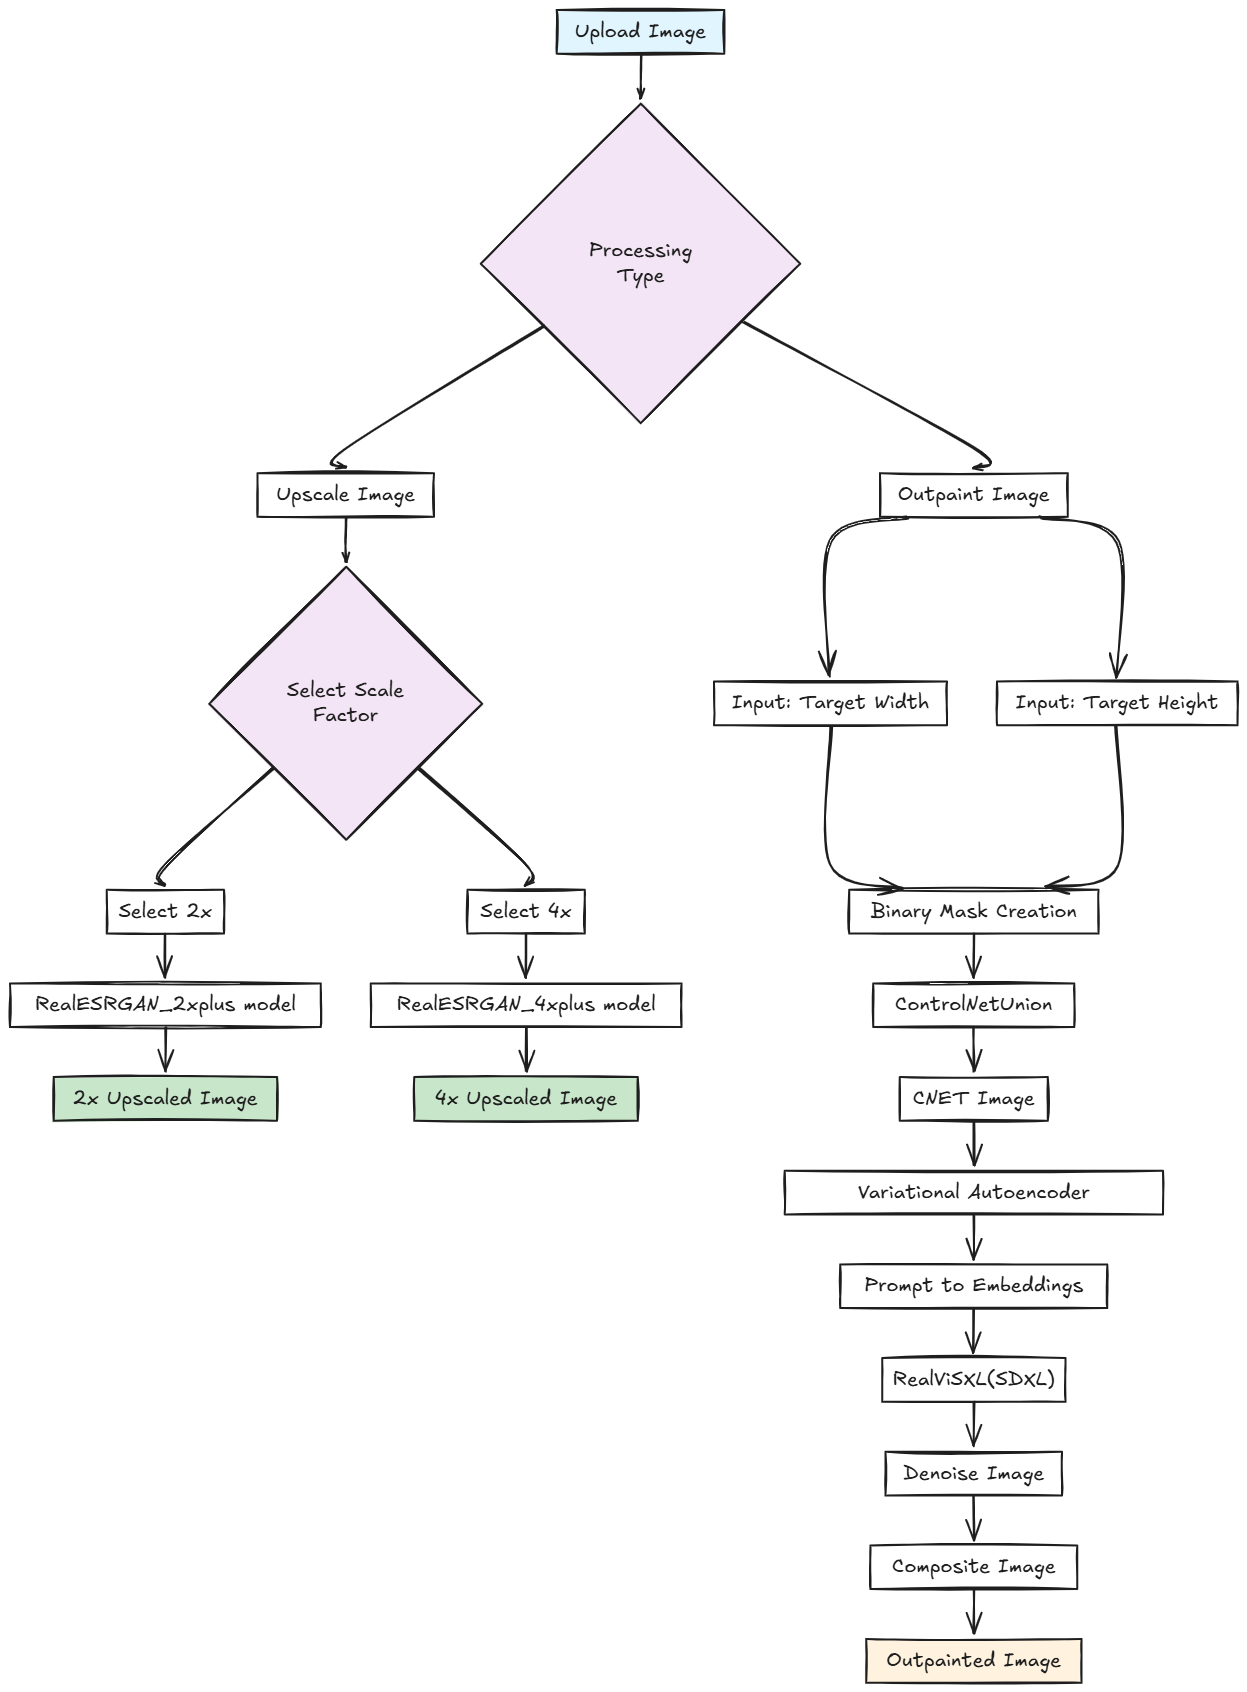 Upload Image
Processing
Type
Upscale Image
Outpaint Image
Select Scale
Factor
Input: Target Width
Input: Target Height
Select 2x
Select 4x
Binary Mask Creation
RealESRGAN_2xplus model
RealESRGAN_4xplus model
ControlNetUnion
2x Upscaled Image
4x Upscaled Image
CNET Image
Variational Autoencoder
Prompt to Embeddings
RealViSXL(SDXL)
Denoise Image
Composite Image
Outpainted Image